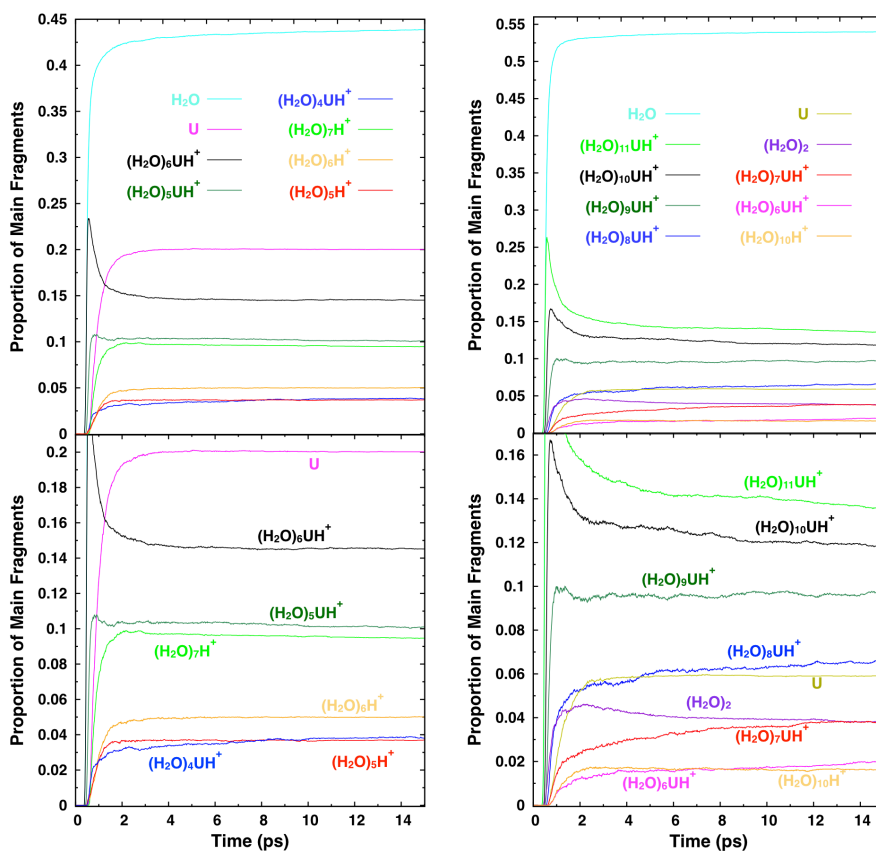 Proportion of Main Fragments
0.45
0.4
0.35
0.3
0.25
0.2
0.15
0.1
0.05
0
H₂O
U
(H₂O)₆UH⁺
(H₂O)₅UH⁺
(H₂O)₄UH⁺
(H₂O)₇H⁺
(H₂O)₆H⁺
(H₂O)₅H⁺
Proportion of Main Fragments
0.2
0.18
0.16
0.14
0.12
0.1
0.08
0.06
0.04
0.02
0
U
(H₂O)₆UH⁺
(H₂O)₅UH⁺
(H₂O)₇H⁺
(H₂O)₆H⁺
(H₂O)₄UH⁺
(H₂O)₅H⁺
0 2 4 6 8 10 12 14
Time (ps)
Proportion of Main Fragments
0.55
0.5
0.45
0.4
0.35
0.3
0.25
0.2
0.15
0.1
0.05
0
H₂O
(H₂O)₁₁UH⁺
(H₂O)₁₀UH⁺
(H₂O)₉UH⁺
(H₂O)₈UH⁺
U
(H₂O)₂
(H₂O)₇UH⁺
(H₂O)₆UH⁺
(H₂O)₁₀H⁺
Proportion of Main Fragments
0.16
0.14
0.12
0.1
0.08
0.06
0.04
0.02
0
(H₂O)₁₁UH⁺
(H₂O)₁₀UH⁺
(H₂O)₉UH⁺
(H₂O)₈UH⁺
U
(H₂O)₂
(H₂O)₇UH⁺
(H₂O)₆UH⁺
(H₂O)₁₀H⁺
0 2 4 6 8 10 12 14
Time (ps)